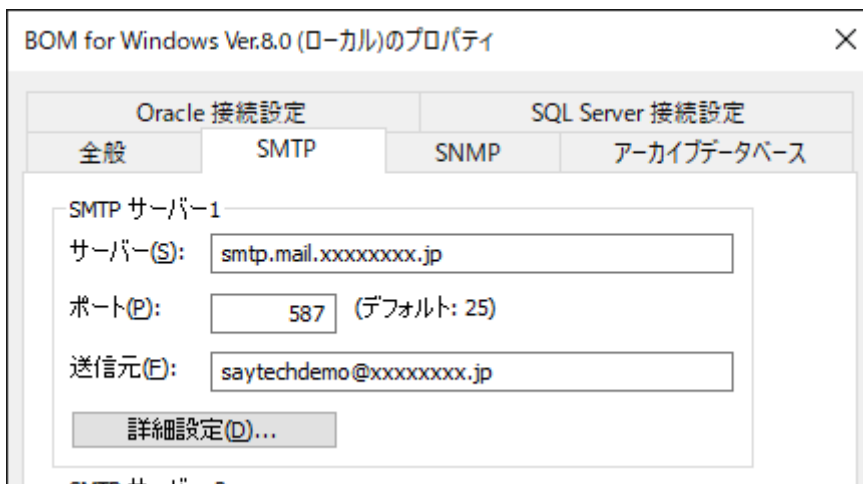 BOM for Windows Ver.8.0 (ローカル)のプロパティ
Oracle 接続設定 SQL Server 接続設定
全般 SMTP SNMP アーカイブデータベース
SMTP サーバー1
サーバー(S): smtp.mail.xxxxxxxx.jp
ポート(P): 587 (デフォルト: 25)
送信元(F): saytechdemo@xxxxxxxx.jp
詳細設定(D)...